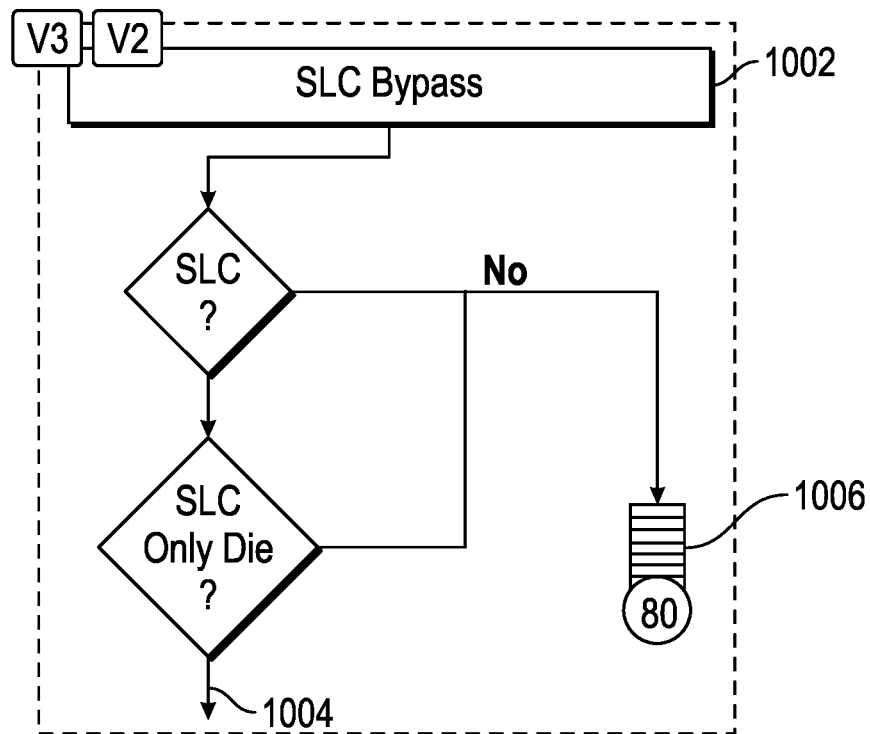 V3 V2
SLC Bypass
1002
SLC
?
No
SLC
Only Die
?
1006
80
1004